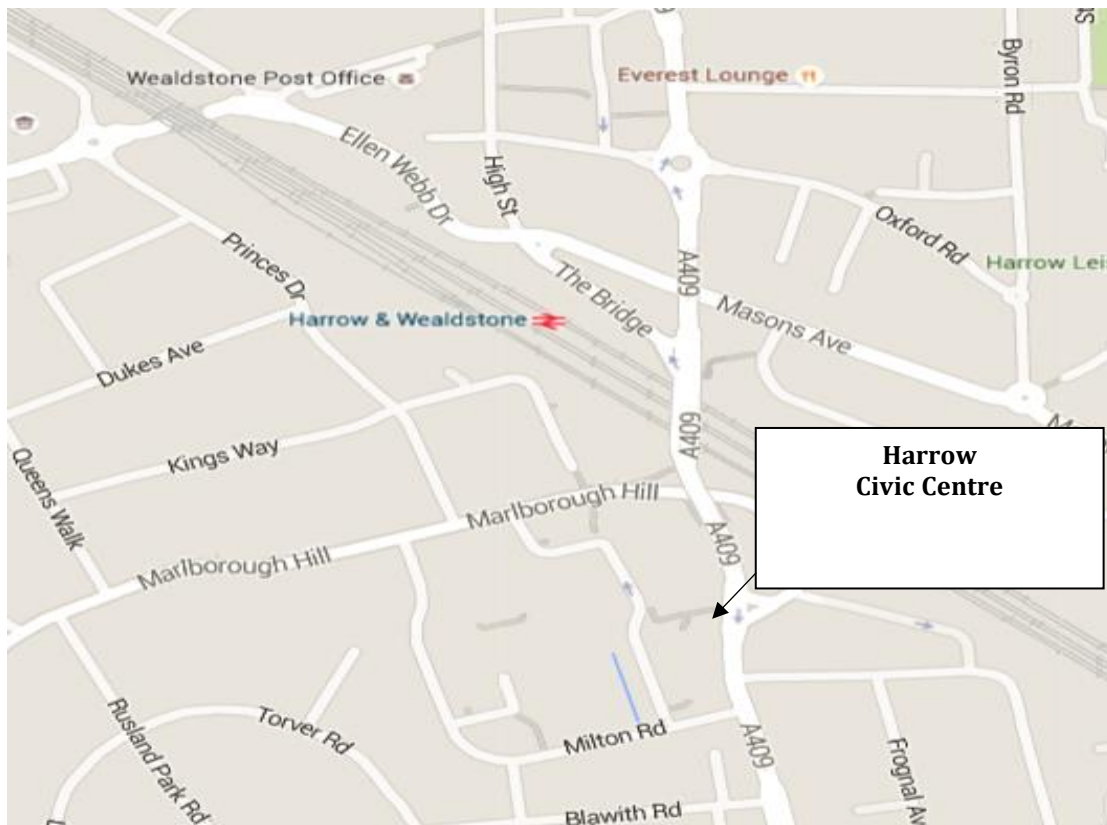 Byron Rd
Wealdstone Post Office
Everest Lounge
Ellen Webb Dr
High St
Oxford Rd
Princes Dr
A409
Harrow Leis
The Bridge
Masons Ave
Harrow & Wealdstone
Dukes Ave
A409
Kings Way
Queens Walk
Harrow
Civic Centre
Marlborough Hill
Marlborough Hill
A409
Rusland Park Rd
Torver Rd
Milton Rd
A409
Frognal Av
Blawith Rd